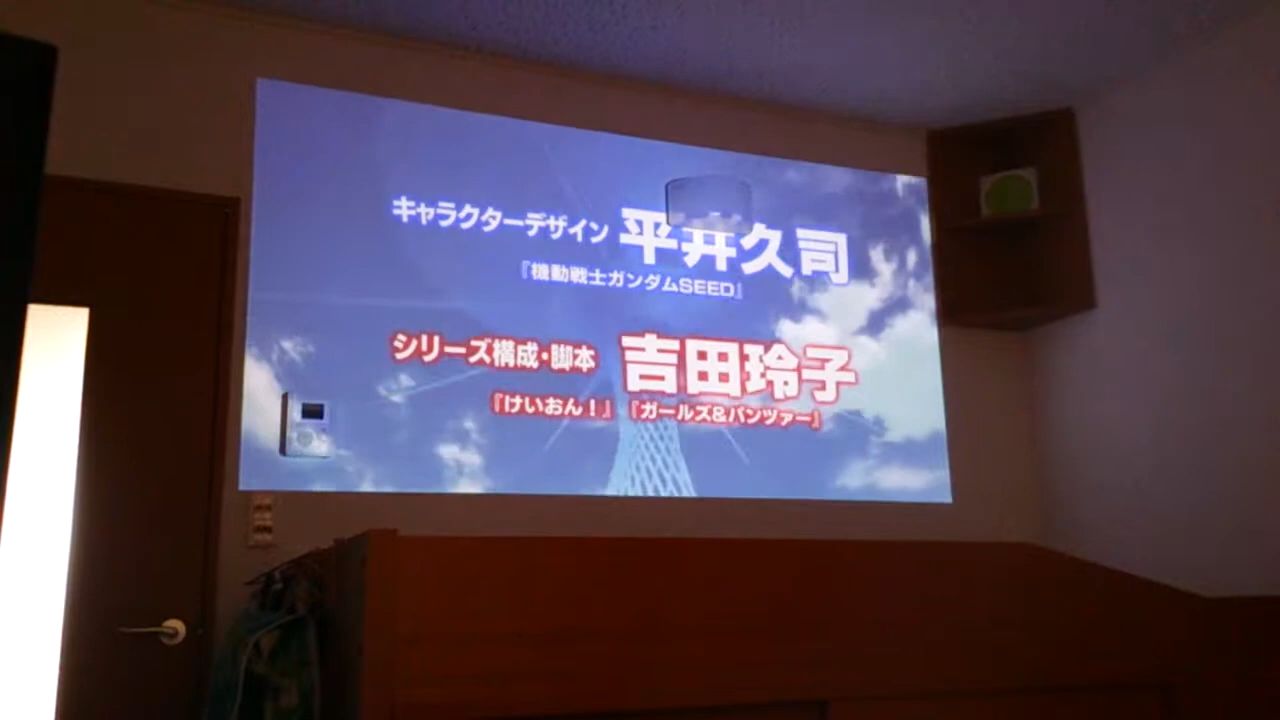 キャラクターデザイン 平井久司
『機動戦士ガンダムSEED』
シリーズ構成・脚本 吉田玲子
『けいおん！』『ガールズ&パンツァー』